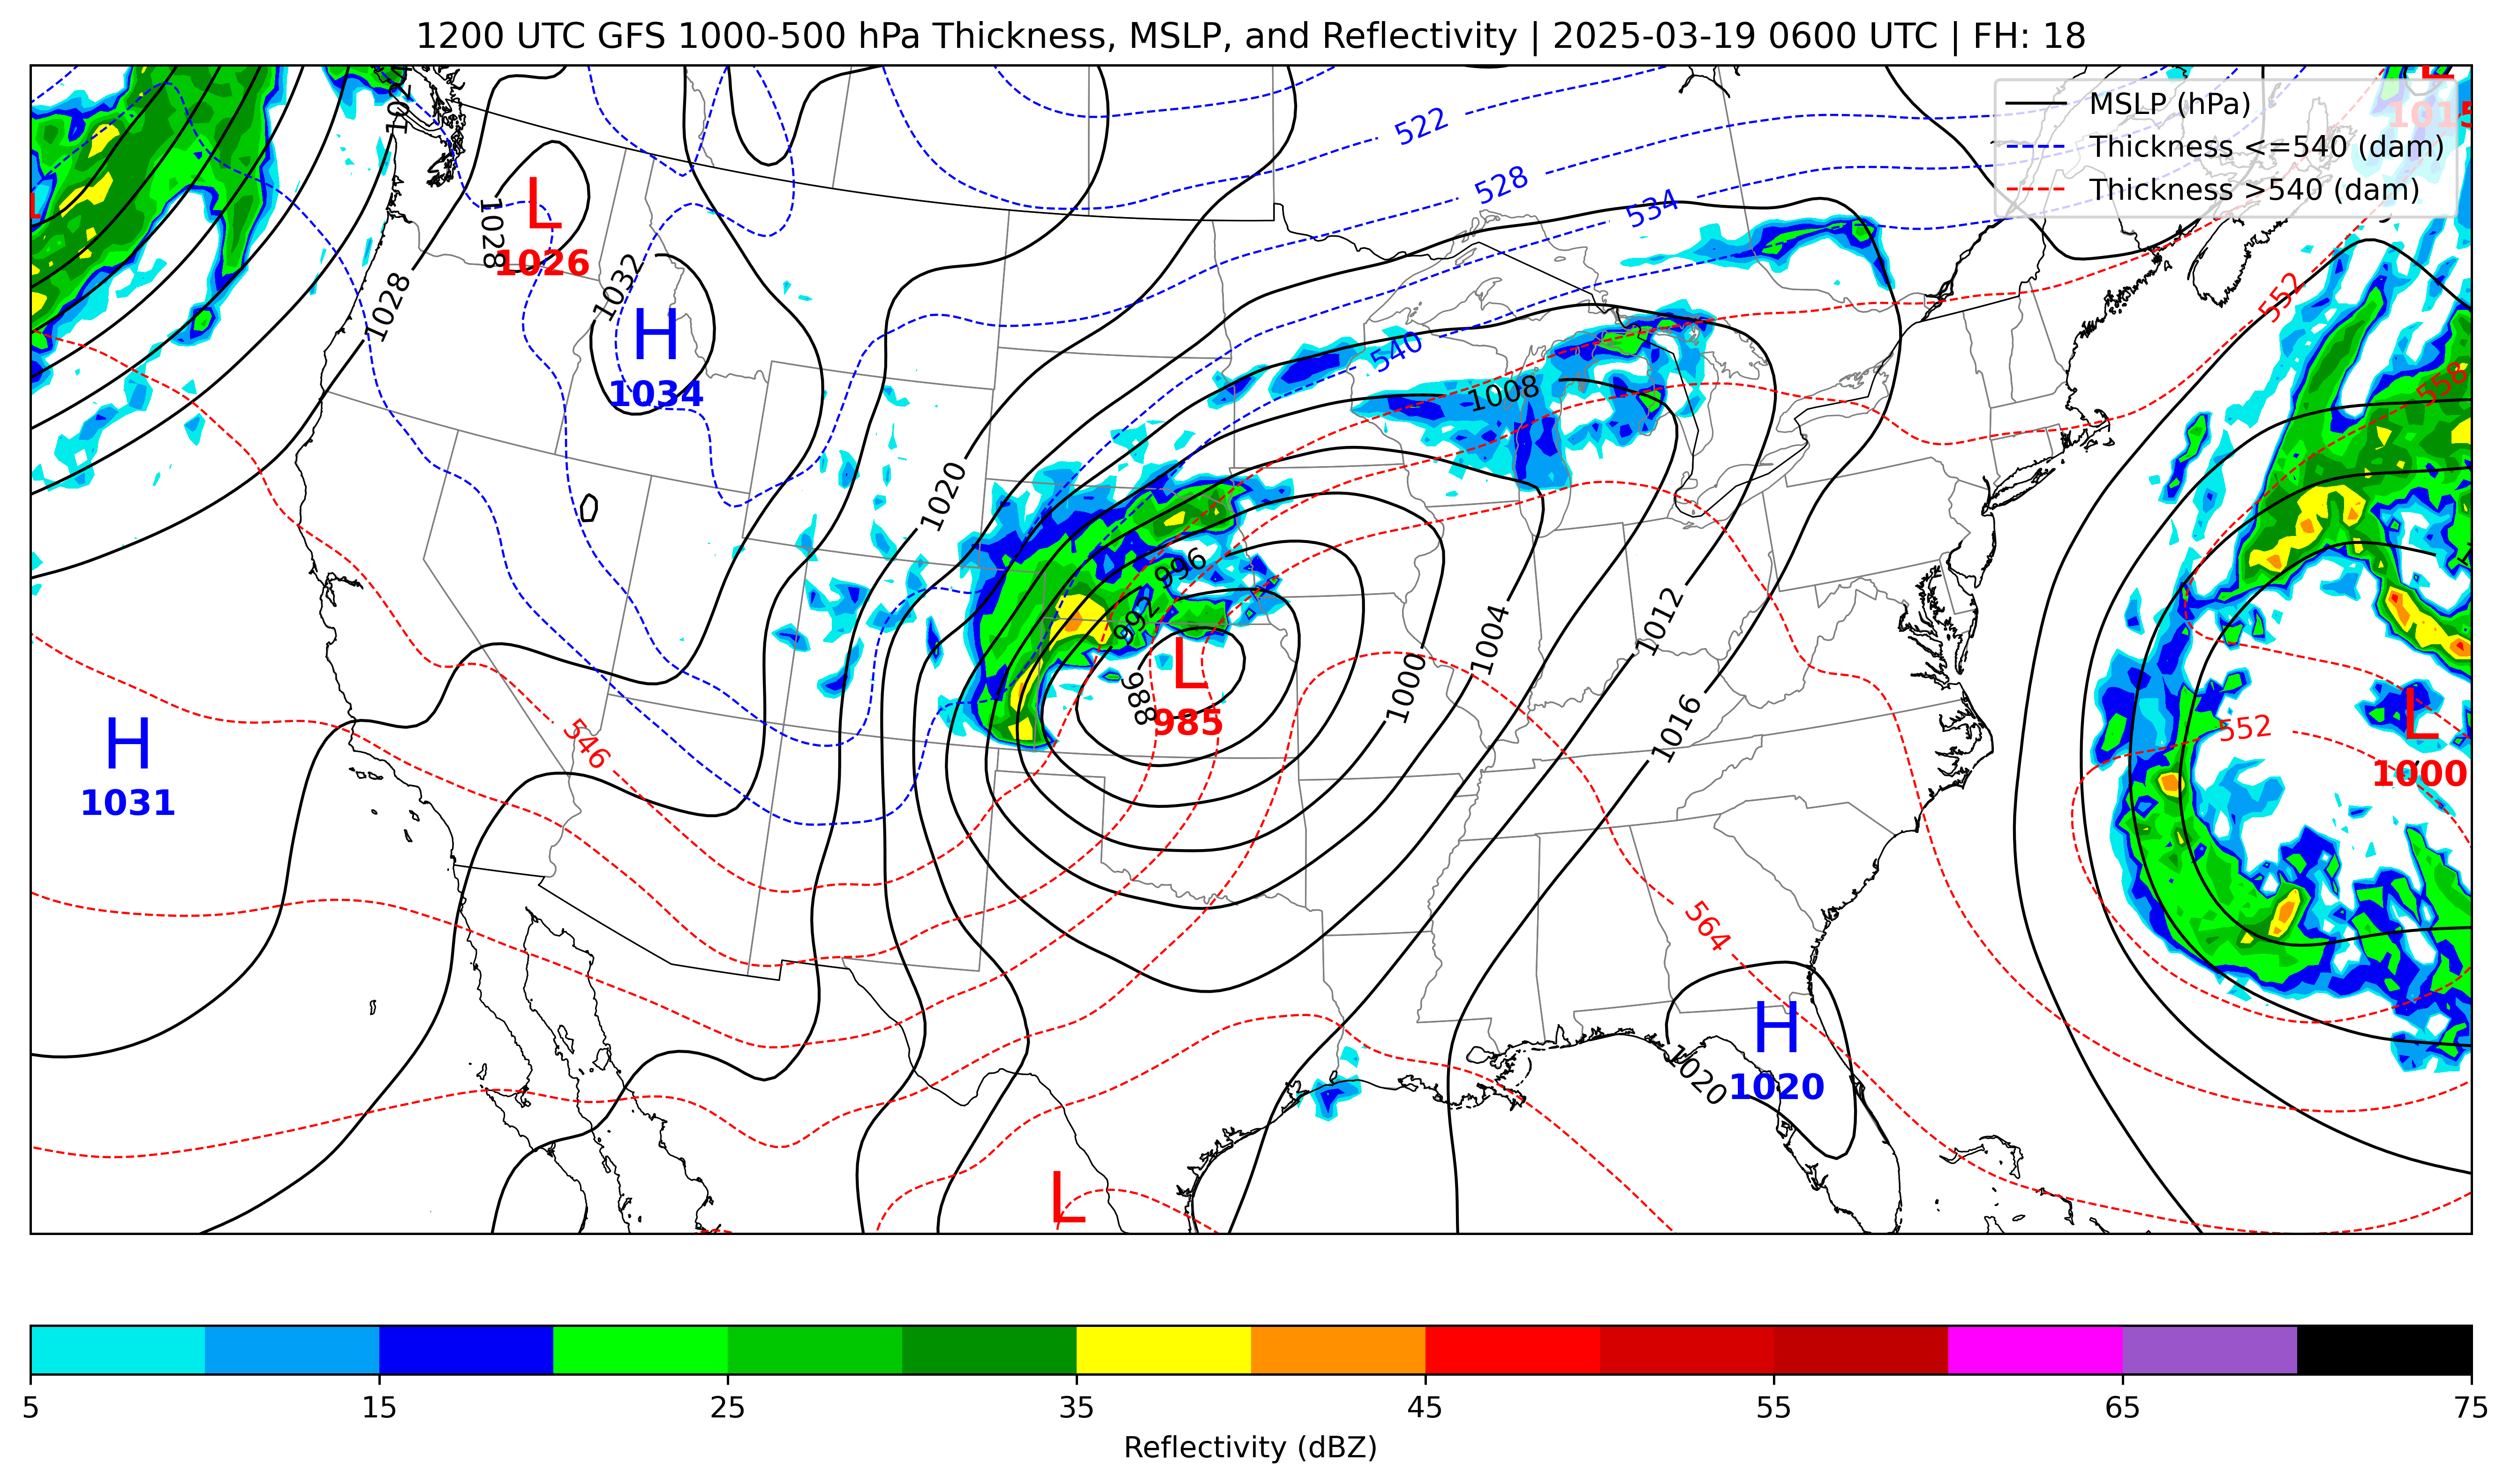 1200 UTC GFS 1000-500 hPa Thickness, MSLP, and Reflectivity | 2025-03-19 0600 UTC | FH: 18
MSLP (hPa)
Thickness <=540 (dam)
Thickness >540 (dam)
L
1015
522
528
534
540
1028
L
1026
1028
1032
H
1034
552
558
1008
1020
996
992
988
L
985
1000
1004
1012
1016
546
H
1031
552
L
1000
564
H
1020
1020
L
5 15 25 35 45 55 65 75
Reflectivity (dBZ)